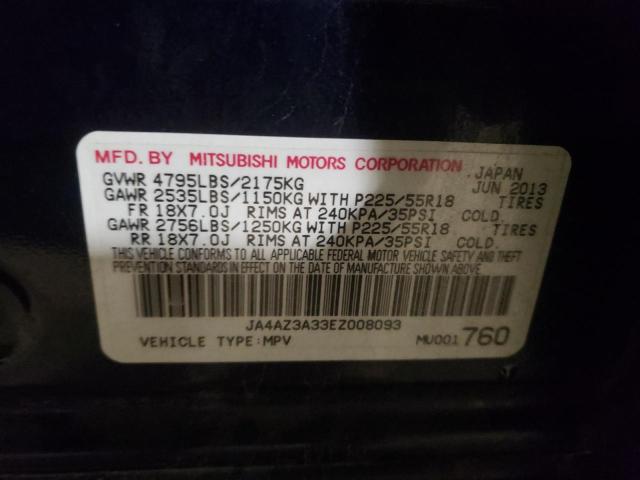 MFD. BY MITSUBISHI MOTORS CORPORATION JAPAN
GVWR 4795LBS/2175KG JUN 2013
GAWR 2535LBS/1150KG WITH P225/55R18 TIRES
FR 18X7.0J RIMS AT 240KPA/35PSI COLD.
GAWR 2756LBS/1250KG WITH P225/55R18 TIRES
RR 18X7.0J RIMS AT 240KPA/35PSI COLD.
THIS VEHICLE CONFORMS TO ALL APPLICABLE FEDERAL MOTOR VEHICLE SAFETY AND THEFT
PREVENTION STANDARDS IN EFFECT ON THE DATE OF MANUFACTURE SHOWN ABOVE
JA4AZ3A33EZ008093
VEHICLE TYPE:MPV MU001760